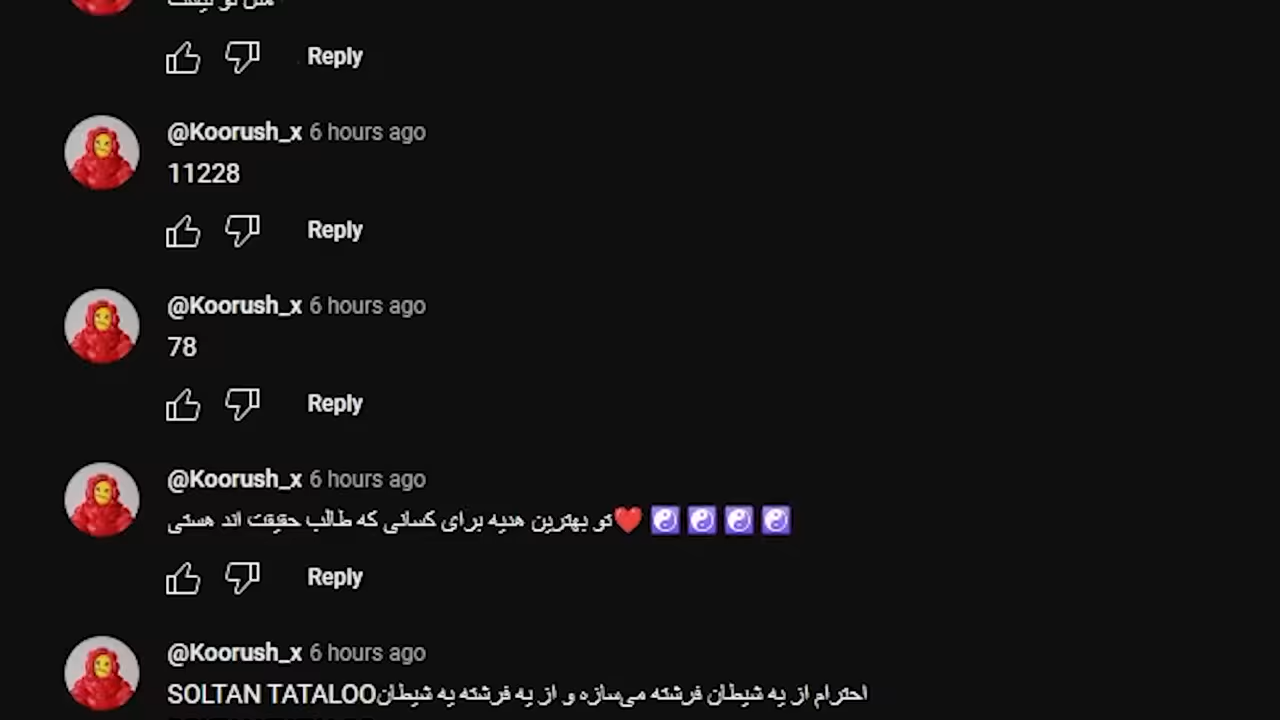 Reply
@Koorush_x 6 hours ago
11228
Reply
@Koorush_x 6 hours ago
78
Reply
@Koorush_x 6 hours ago
تو بهترین هدیه برای کسانی که طالب حقیقت اند هستی❤️ ☯️☯️☯️☯️
Reply
@Koorush_x 6 hours ago
احترام از یه شیطان فرشته می‌سازه و از یه فرشته یه شیطانSOLTAN TATALOO